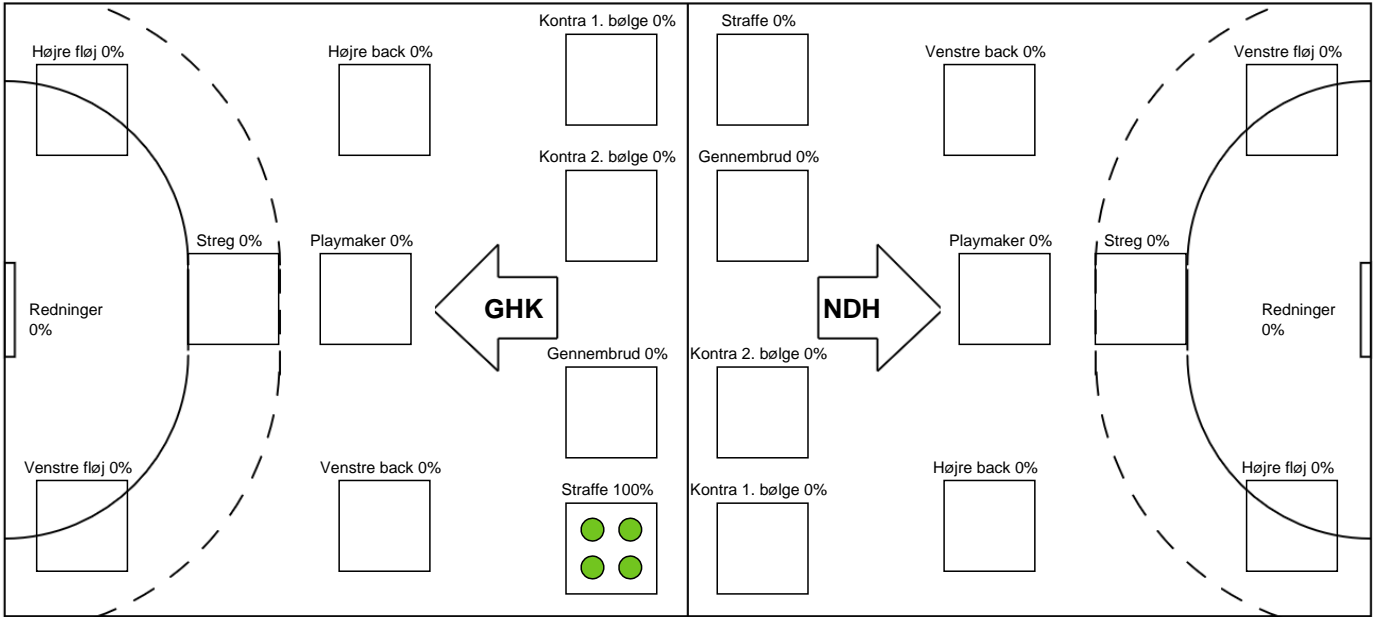 Kontra 1. bølge 0%
Straffe 0%
Højre fløj 0%
Højre back 0%
Venstre back 0%
Venstre fløj 0%
Kontra 2. bølge 0%
Gennembrud 0%
Streg 0%
Playmaker 0%
Playmaker 0%
Streg 0%
Redninger
0%
GHK
NDH
Redninger
0%
Gennembrud 0%
Kontra 2. bølge 0%
Venstre fløj 0%
Venstre back 0%
Højre back 0%
Højre fløj 0%
Straffe 100%
Kontra 1. bølge 0%